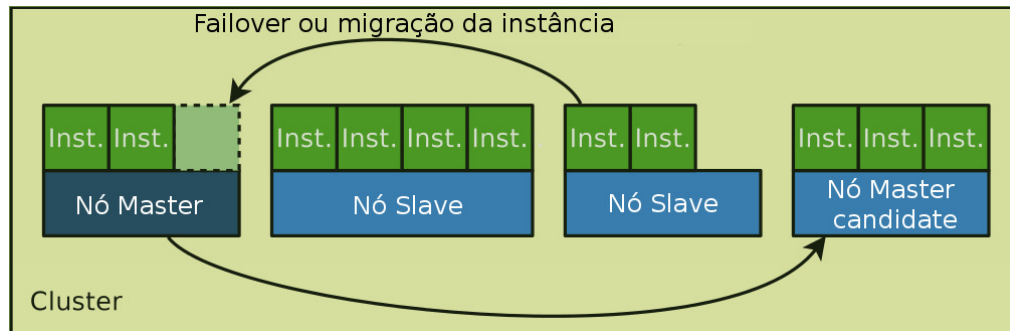 Failover ou migração da instância
Inst. Inst. Inst. Inst. Inst. Inst. Inst. Inst. Inst. Inst. Inst.
Nó Master
Nó Slave
Nó Slave
Nó Master
candidate
Cluster